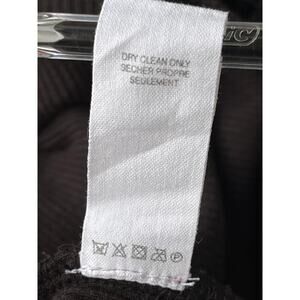 DRY CLEAN ONLY
SECHER PROPRE
SEULEMENT